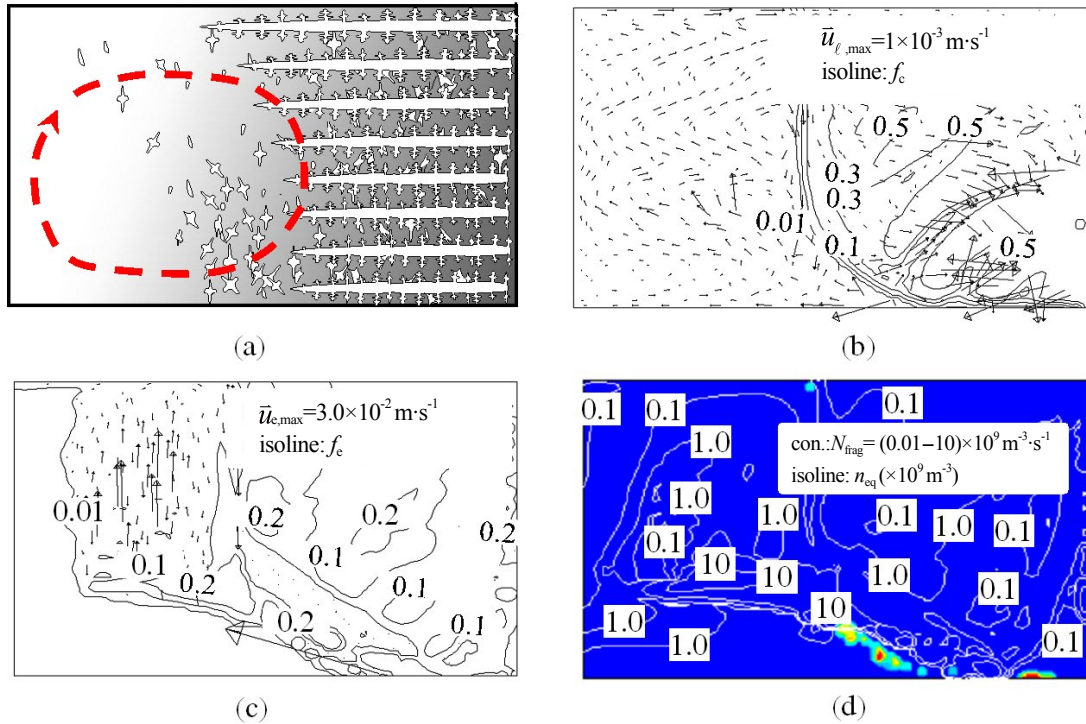 (a)
u⃗ℓ,max=1×10⁻³ m·s⁻¹
isoline: fc
0.5 0.5
0.3
0.3
0.01
0.1
0.5
(b)
u⃗e,max=3.0×10⁻² m·s⁻¹
isoline: fe
0.01
0.2
0.2
0.2
0.1
0.1
0.2
0.1
0.2
0.1
(c)
0.1 0.1 0.1
1.0
con.:Nfrag= (0.01–10)×10⁹ m⁻³·s⁻¹
isoline: neq (×10⁹ m⁻³)
1.0
1.0
0.1
1.0
0.1
0.1
10
10
1.0
0.1
10
1.0
1.0
0.1
(d)